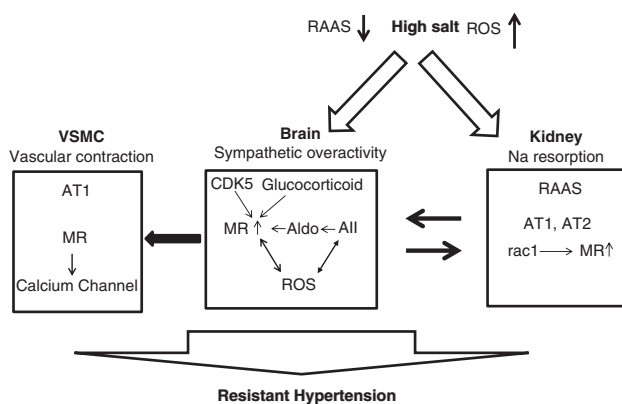 RAAS High salt ROS
VSMC
Vascular contraction
AT1
MR
Calcium Channel
Brain
Sympathetic overactivity
CDK5 Glucocorticoid
MR ↑ ←Aldo← AII
ROS
Kidney
Na resorption
RAAS
AT1, AT2
rac1 → MR↑
Resistant Hypertension